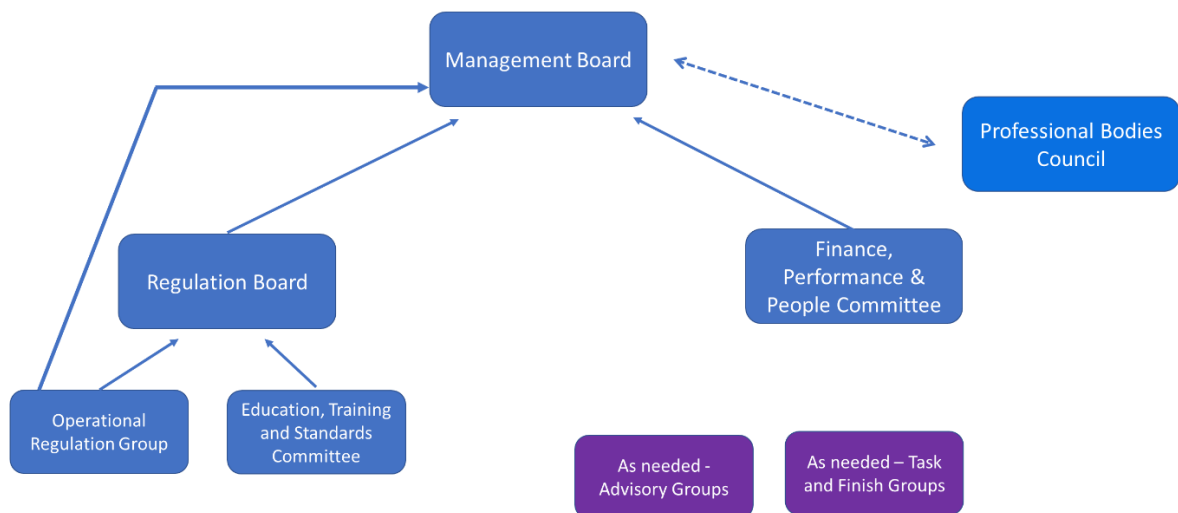 Management Board
Professional Bodies
Council
Regulation Board
Finance,
Performance &
People Committee
Operational
Regulation Group
Education, Training
and Standards
Committee
As needed -
Advisory Groups
As needed – Task
and Finish Groups